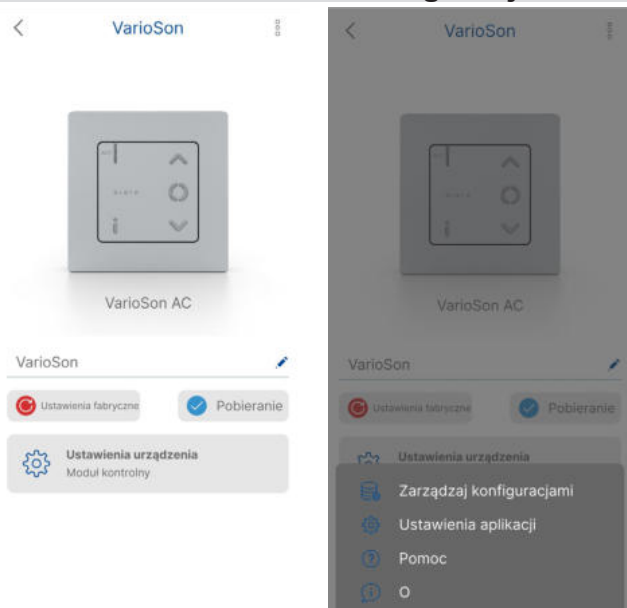 VarioSon
VarioSon AC
VarioSon
Ustawienia fabryczne
Pobieranie
Ustawienia urządzenia
Moduł kontrolny
VarioSon
VarioSon AC
VarioSon
Ustawienia fabryczne
Pobieranie
Ustawienia urządzenia
Zarządzaj konfiguracjami
Ustawienia aplikacji
Pomoc
O